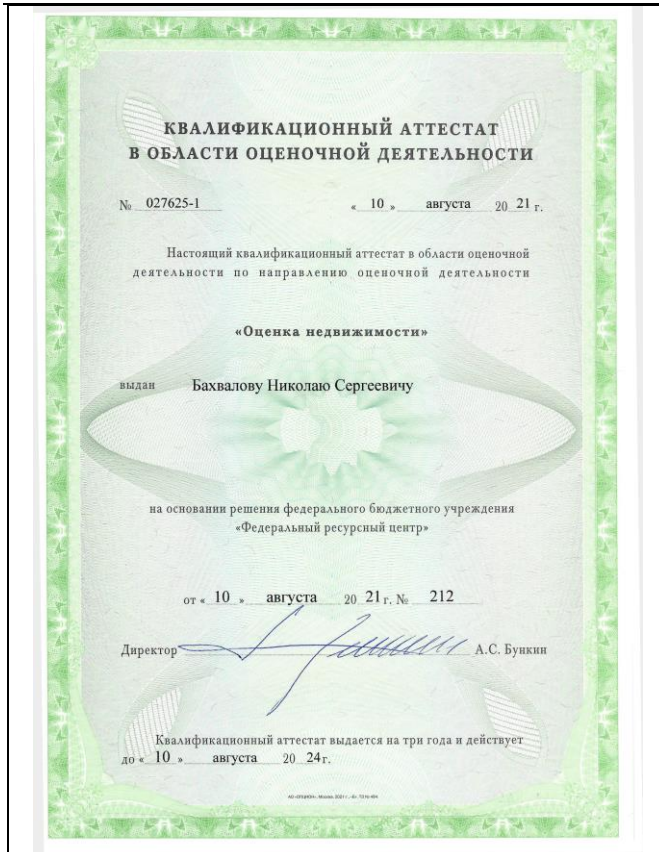 КВАЛИФИКАЦИОННЫЙ АТТЕСТАТ
В ОБЛАСТИ ОЦЕНОЧНОЙ ДЕЯТЕЛЬНОСТИ
№ 027625-1 « 10 » августа 20 21 г.
Настоящий квалификационный аттестат в области оценочной
деятельности по направлению оценочной деятельности
«Оценка недвижимости»
выдан Бахвалову Николаю Сергеевичу
на основании решения федерального бюджетного учреждения
«Федеральный ресурсный центр»
от « 10 » августа 20 21 г. № 212
Директор А.С. Бункин
Квалификационный аттестат выдается на три года и действует
до « 10 » августа 20 24 г.